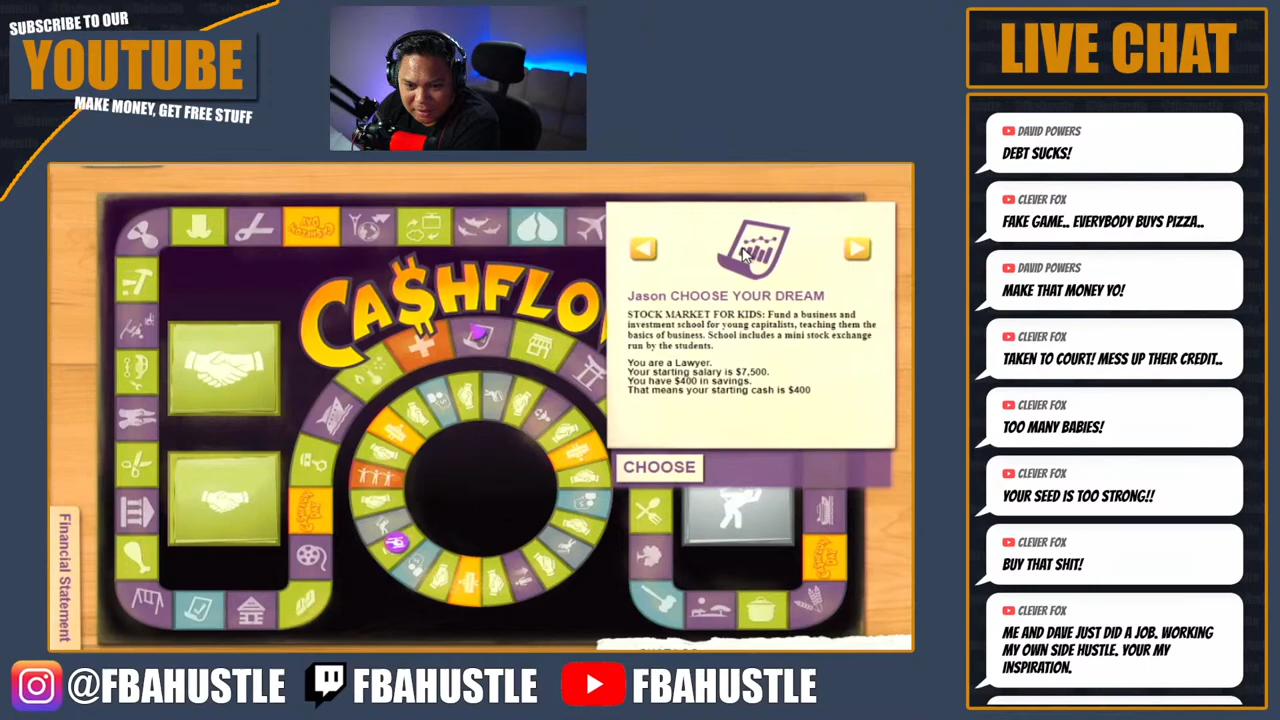 SUBSCRIBE TO OUR
YOUTUBE
MAKE MONEY, GET FREE STUFF
CA$HFLO
Jason CHOOSE YOUR DREAM
STOCK MARKET FOR KIDS: Fund a business and
investment school for young capitalists, teaching them the
basics of business. School includes a mini stock exchange
run by the students.
You are a Lawyer.
Your starting salary is $7,500.
You have $400 in savings.
That means your starting cash is $400
CHOOSE
Financial Statement
LIVE CHAT
DAVID POWERS
DEBT SUCKS!
CLEVER FOX
FAKE GAME.. EVERYBODY BUYS PIZZA..
DAVID POWERS
MAKE THAT MONEY YO!
CLEVER FOX
TAKEN TO COURT! MESS UP THEIR CREDIT..
CLEVER FOX
TOO MANY BABIES!
CLEVER FOX
YOUR SEED IS TOO STRONG!!
CLEVER FOX
BUY THAT SHIT!
CLEVER FOX
ME AND DAVE JUST DID A JOB. WORKING
MY OWN SIDE HUSTLE. YOUR MY
INSPIRATION.
@FBAHUSTLE
FBAHUSTLE
FBAHUSTLE